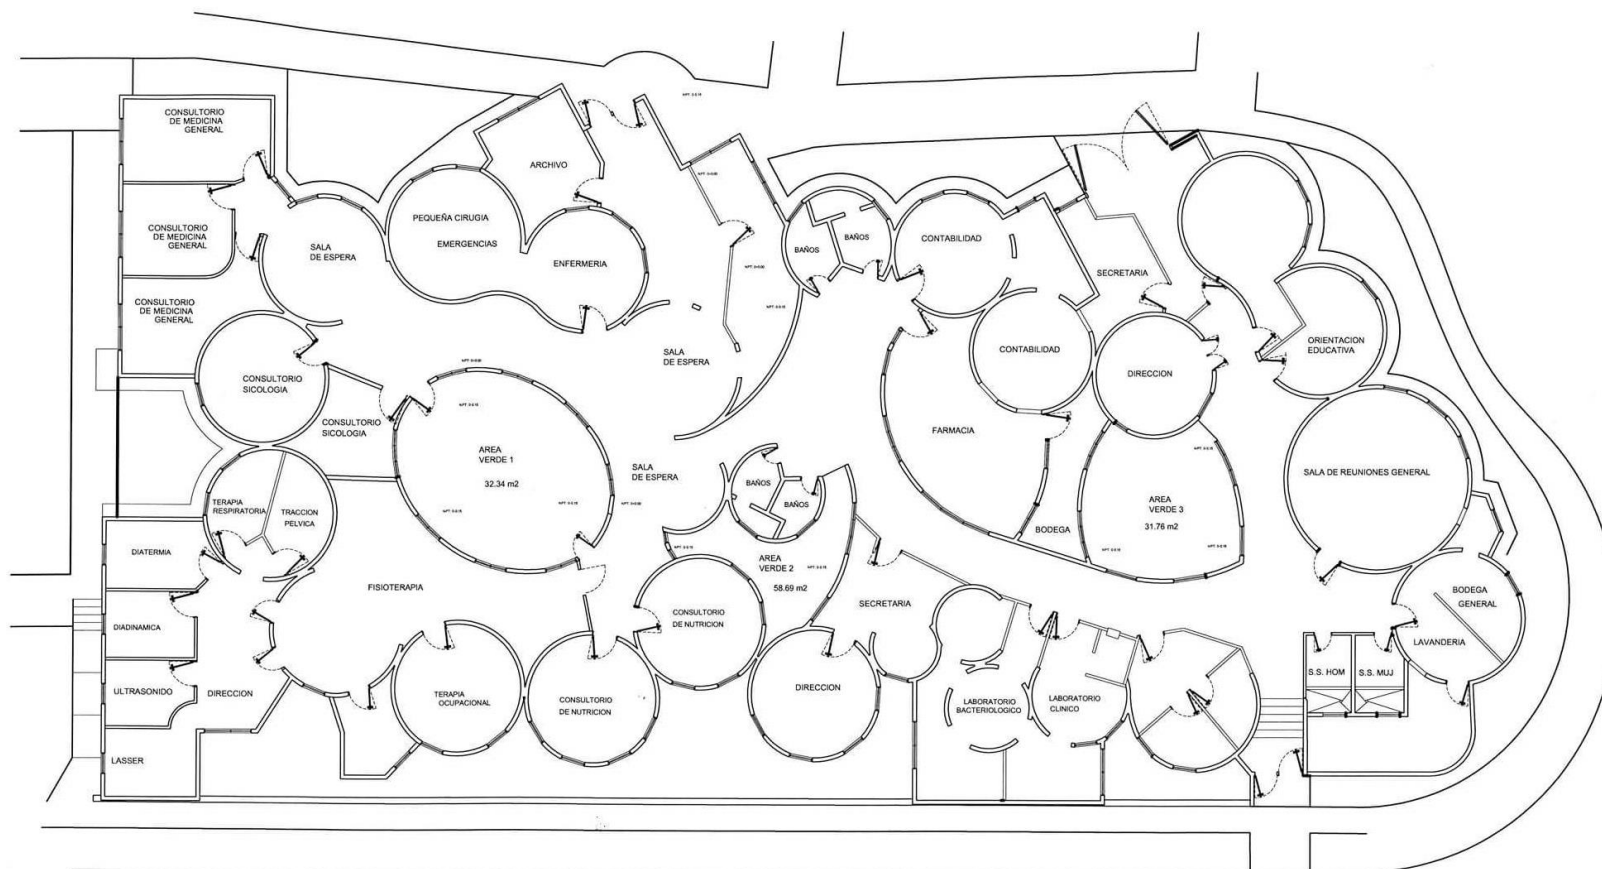 CONSULTORIO
DE MEDICINA
GENERAL
ARCHIVO
PEQUEÑA CIRUGIA
EMERGENCIAS
CONSULTORIO
DE MEDICINA
GENERAL
SALA
DE ESPERA
ENFERMERIA
BAÑOS
BAÑOS
CONTABILIDAD
SECRETARIA
CONSULTORIO
DE MEDICINA
GENERAL
SALA
DE ESPERA
CONTABILIDAD
ORIENTACION
EDUCATIVA
CONSULTORIO
SICOLOGIA
DIRECCION
CONSULTORIO
SICOLOGIA
FARMACIA
AREA
VERDE 1
32.34 m2
SALA
DE ESPERA
SALA DE REUNIONES GENERAL
BAÑOS
BAÑOS
TERAPIA
RESPIRATORIA
TRACCION
PELVICA
AREA
VERDE 3
31.76 m2
BODEGA
DIATERMIA
AREA
VERDE 2
58.69 m2
FISIOTERAPIA
SECRETARIA
CONSULTORIO
DE NUTRICION
BODEGA
GENERAL
DIADINAMICA
LAVANDERIA
S.S. HOM
S.S. MUJ
ULTRASONIDO
DIRECCION
TERAPIA
OCUPACIONAL
CONSULTORIO
DE NUTRICION
DIRECCION
LABORATORIO
BACTERIOLOGICO
LABORATORIO
CLINICO
LASSER